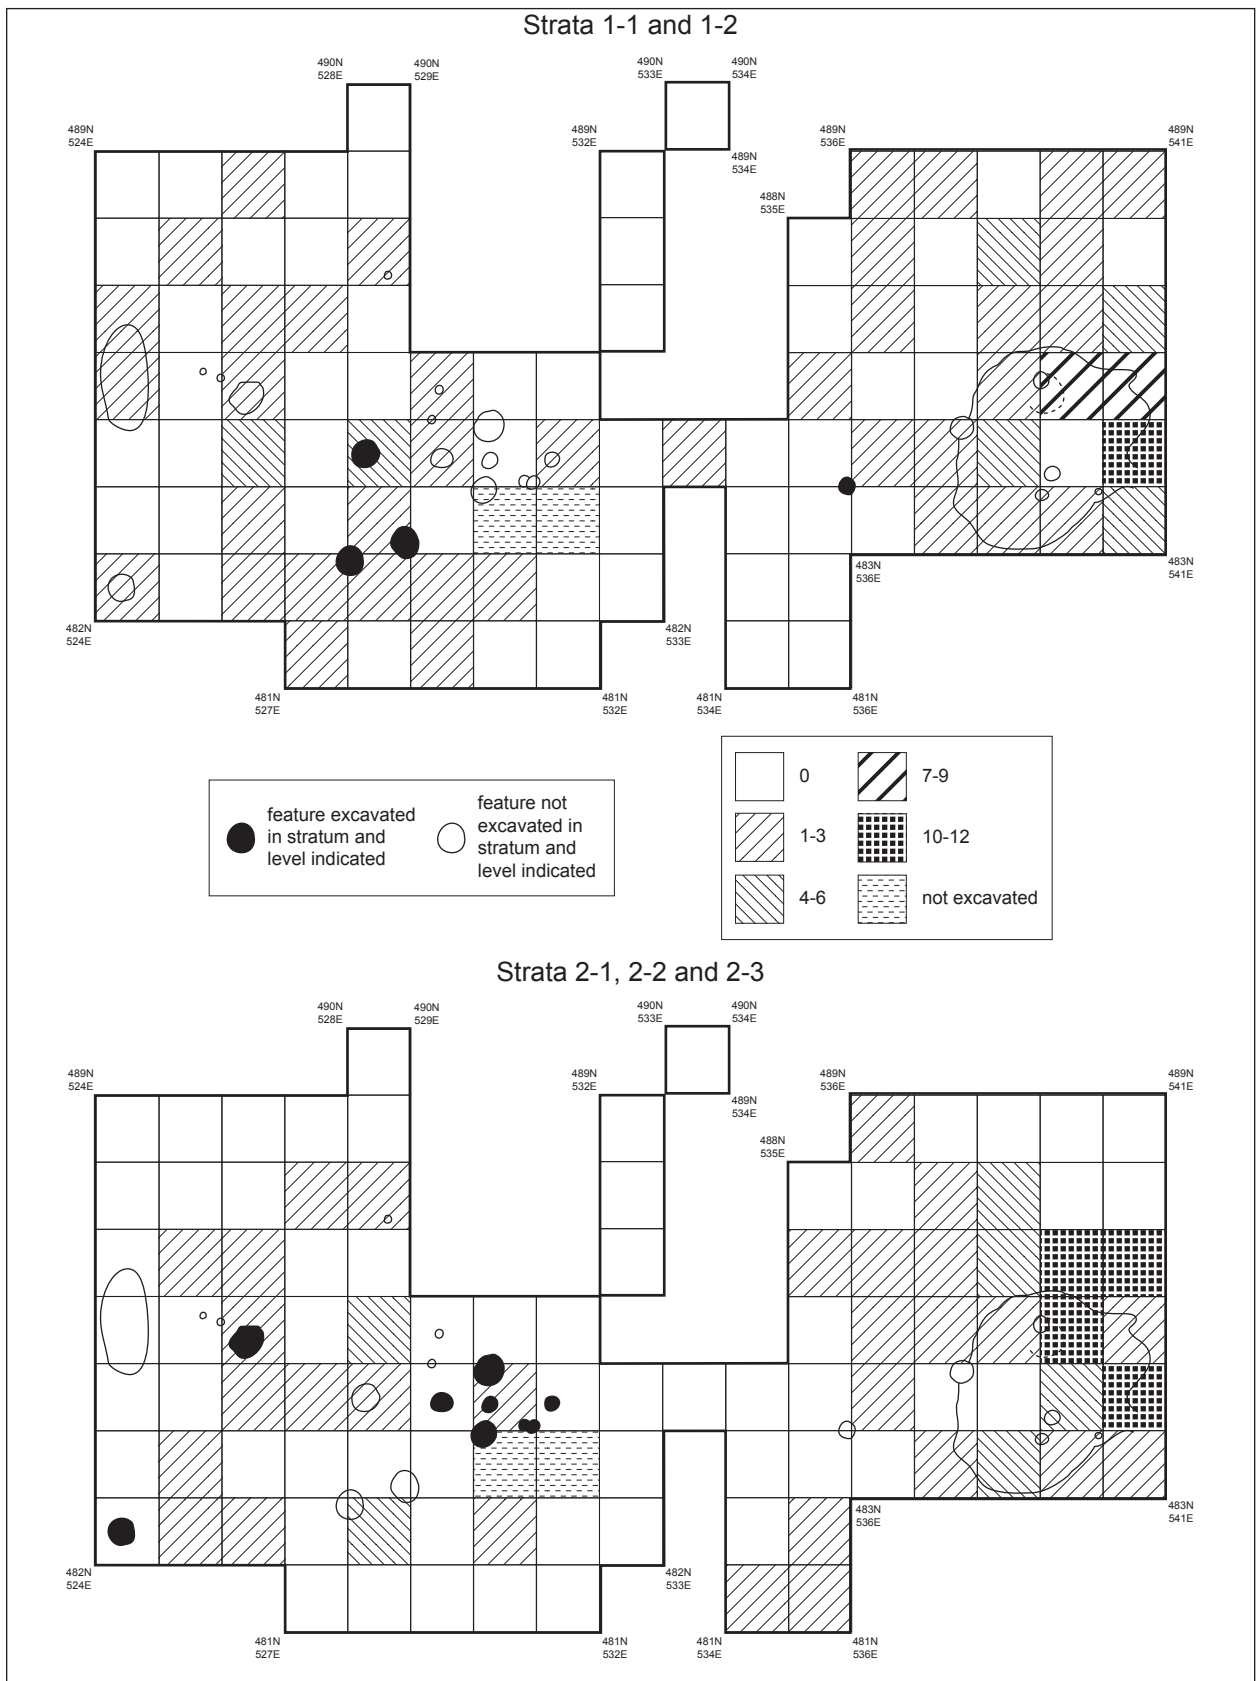 Strata 1-1 and 1-2
490N
528E
490N
529E
490N
533E
490N
534E
489N
524E
489N
532E
489N
534E
489N
536E
489N
541E
488N
535E
483N
536E
483N
541E
482N
524E
482N
533E
481N
527E
481N
532E
481N
534E
481N
536E
feature excavated
in stratum and
level indicated
feature not
excavated in
stratum and
level indicated
0
7-9
1-3
10-12
4-6
not excavated
Strata 2-1, 2-2 and 2-3
490N
528E
490N
529E
490N
533E
490N
534E
489N
524E
489N
532E
489N
534E
489N
536E
489N
541E
488N
535E
483N
536E
483N
541E
482N
524E
482N
533E
481N
527E
481N
532E
481N
534E
481N
536E